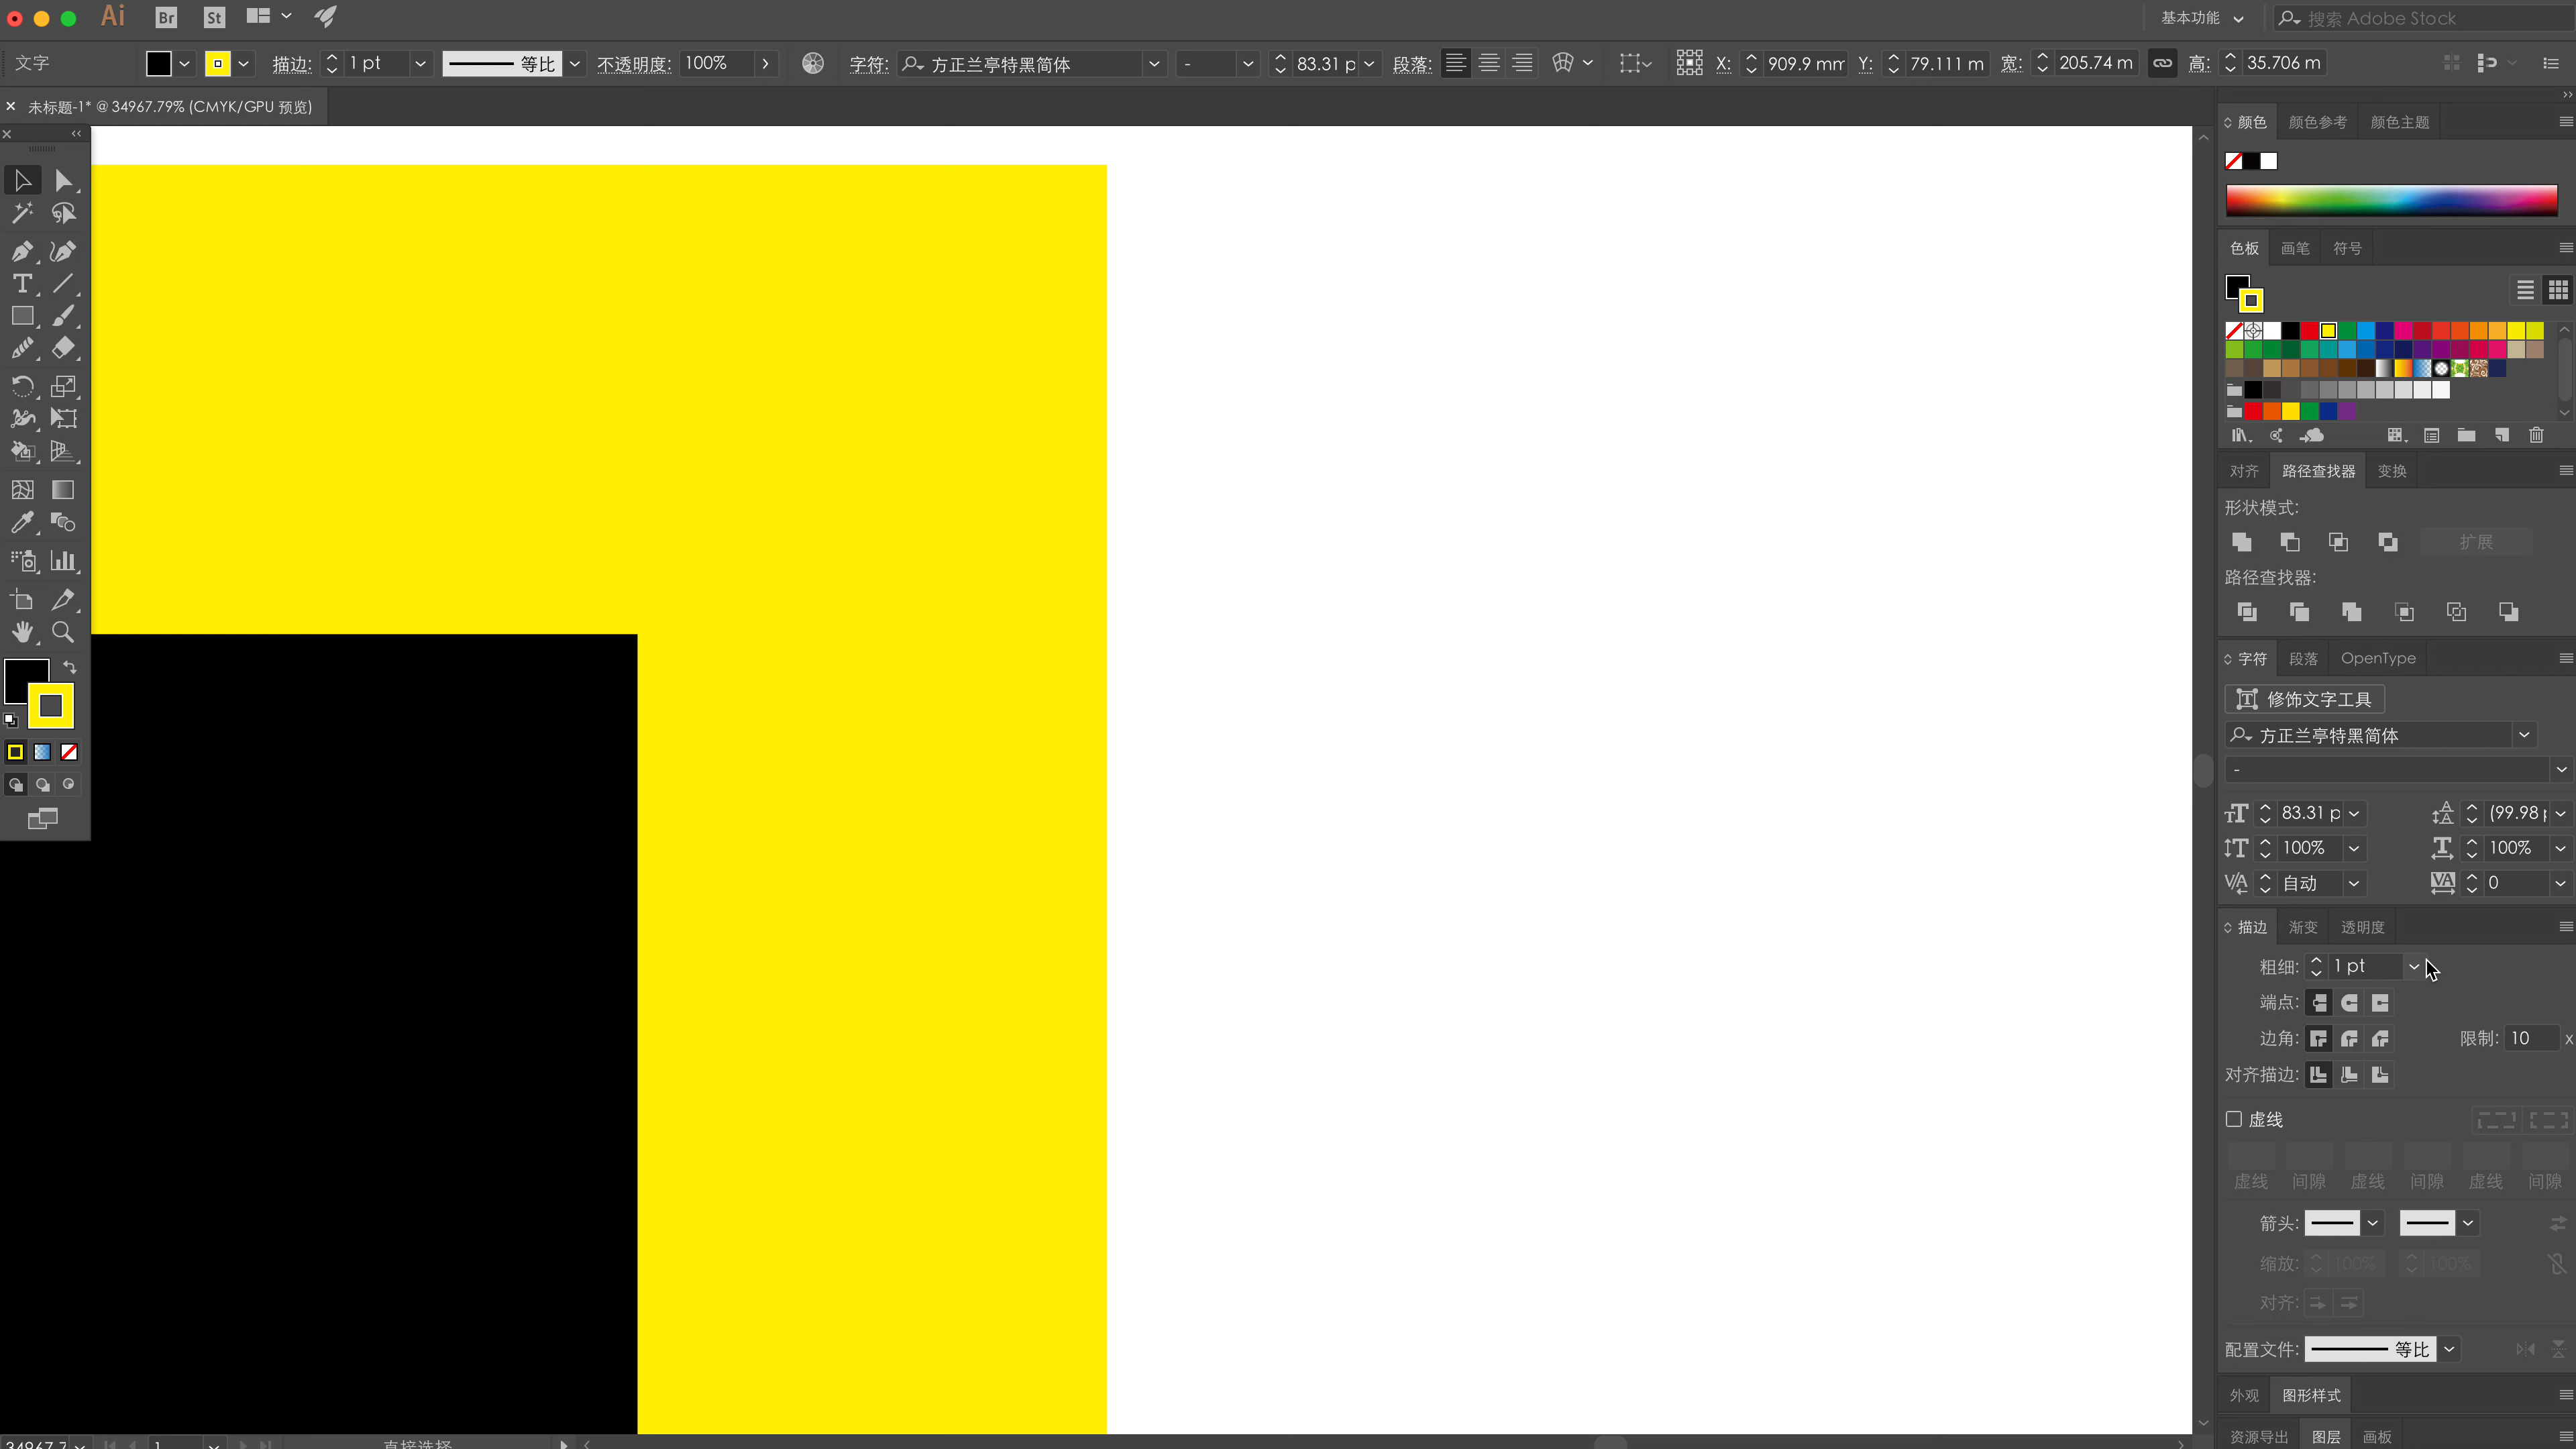 Ai Br St 基本功能 搜索 Adobe Stock
文字 描边: 1 pt 等比 不透明度: 100% 字符: 方正兰亭特黑简体 - 83.31 p 段落: X: 909.9 mm Y: 79.111 m 宽: 205.74 m 高: 35.706 m
未标题-1* @ 34967.79% (CMYK/GPU 预览)
颜色 颜色参考 颜色主题
色板 画笔 符号
对齐 路径查找器 变换
形状模式:
扩展
路径查找器:
字符 段落 OpenType
修饰文字工具
方正兰亭特黑简体
-
83.31 p (99.98
100% 100%
自动 0
描边 渐变 透明度
粗细: 1 pt
端点:
边角: 限制: 10 x
对齐描边:
虚线
虚线 间隙 虚线 间隙 虚线 间隙
箭头:
缩放: 100% 100%
对齐:
配置文件: 等比
外观 图形样式
资源导出 图层 画板
34967.7 1 直接选择